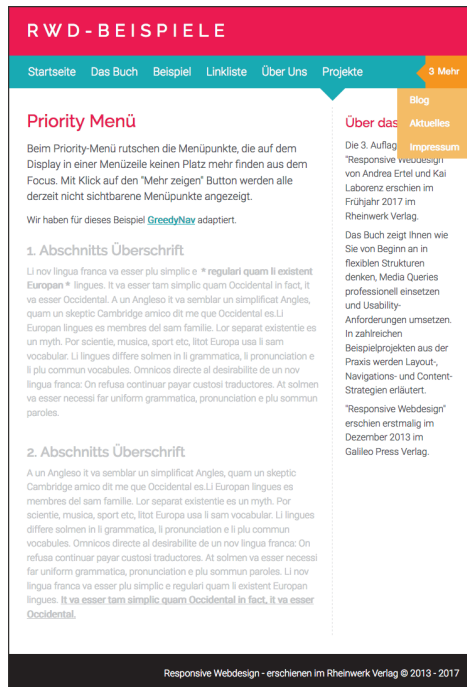 RWD-BEISPIELE
Startseite Das Buch Beispiel Linkliste Über Uns Projekte 3 Mehr
Blog
Aktuelles
Impressum
Priority Menü
Beim Priority-Menü rutschen die Menüpunkte, die auf dem
Display in einer Menüzeile keinen Platz mehr finden aus dem
Focus. Mit Klick auf den "Mehr zeigen" Button werden alle
derzeit nicht sichtbarene Menüpunkte angezeigt.
Wir haben für dieses Beispiel GreedyNav adaptiert.
1. Abschnitts Überschrift
Li nov lingua franca va esser plu simplic e * regulari quam li existent
Europan * lingues. It va esser tam simplic quam Occidental in fact, it
va esser Occidental. A un Angleso it va semblar un simplificat Angles,
quam un skeptic Cambridge amico dit me que Occidental es.Li
Europan lingues es membres del sam familie. Lor separat existentie es
un myth. Por scientie, musica, sport etc, litot Europa usa li sam
vocabular. Li lingues differe solmen in li grammatica, li pronunciation e
li plu commun vocabules. Omnicos directe al desirabilite de un nov
lingua franca: On refusa continuar payar custosi traductores. At solmen
va esser necessi far uniform grammatica, pronunciation e plu sommun
paroles.
2. Abschnitts Überschrift
A un Angleso it va semblar un simplificat Angles, quam un skeptic
Cambridge amico dit me que Occidental es.Li Europan lingues es
membres del sam familie. Lor separat existentie es un myth. Por
scientie, musica, sport etc, litot Europa usa li sam vocabular. Li lingues
differe solmen in li grammatica, li pronunciation e li plu commun
vocabules. Omnicos directe al desirabilite de un nov lingua franca: On
refusa continuar payar custosi traductores. At solmen va esser necessi
far uniform grammatica, pronunciation e plu sommun paroles. Li nov
lingua franca va esser plu simplic e regulari quam li existent Europan
lingues. It va esser tam simplic quam Occidental in fact, it va esser
Occidental.
Über das
Die 3. Auflag
"Responsive Webdesign"
von Andrea Ertel und Kai
Laborenz erschien im
Frühjahr 2017 im
Rheinwerk Verlag.
Das Buch zeigt Ihnen wie
Sie von Beginn an in
flexiblen Strukturen
denken, Media Queries
professionell einsetzen
und Usability-
Anforderungen umsetzen.
In zahlreichen
Beispielprojekten aus der
Praxis werden Layout-,
Navigations- und Content-
Strategien erläutert.
"Responsive Webdesign"
erschien erstmalig im
Dezember 2013 im
Galileo Press Verlag.
Responsive Webdesign - erschienen im Rheinwerk Verlag © 2013 - 2017